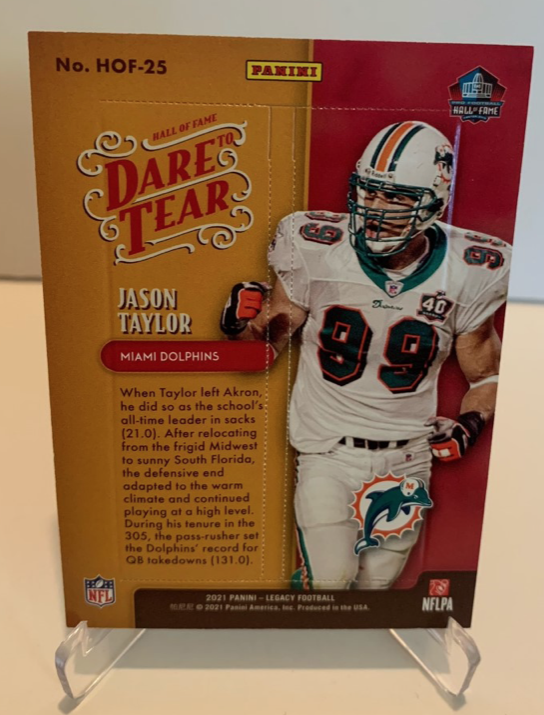 No. HOF-25
PANINI
PRO FOOTBALL
HALL OF FAME
HALL OF FAME
DARE TO
TEAR
JASON
TAYLOR
MIAMI DOLPHINS
When Taylor left Akron,
he did so as the school's
all-time leader in sacks
(21.0). After relocating
from the frigid Midwest
to sunny South Florida,
the defensive end
adapted to the warm
climate and continued
playing at a high level.
During his tenure in the
305, the pass-rusher set
the Dolphins' record for
QB takedowns (131.0).
99
99
99
Dolphins
40
M
NFL
2021 PANINI – LEGACY FOOTBALL
© 2021 Panini America, Inc. Produced in the USA.
NFLPA